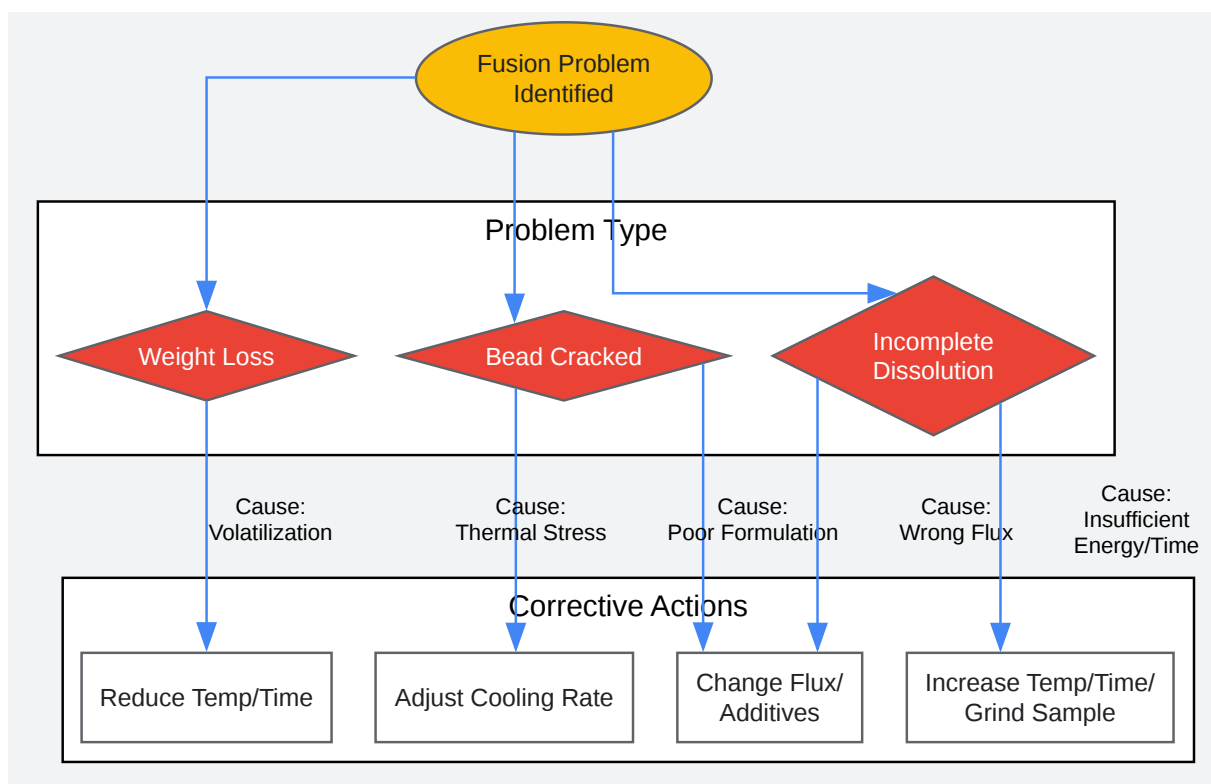 Fusion Problem
Identified
Problem Type
Weight Loss
Bead Cracked
Incomplete
Dissolution
Cause:
Volatilization
Cause:
Thermal Stress
Cause:
Poor Formulation
Cause:
Wrong Flux
Cause:
Insufficient
Energy/Time
Corrective Actions
Reduce Temp/Time
Adjust Cooling Rate
Change Flux/
Additives
Increase Temp/Time/
Grind Sample